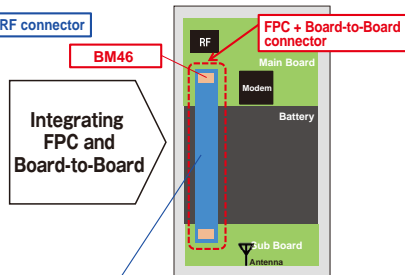 RF connector
BM46
Integrating
FPC and
Board-to-Board
RF
FPC + Board-to-Board
connector
Main Board
Modem
Battery
Sub Board
Antenna